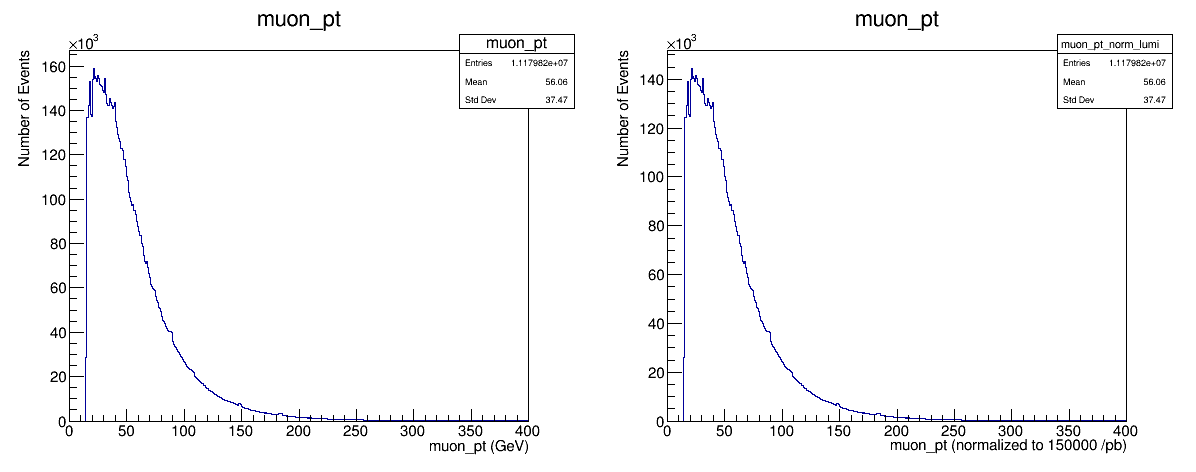 muon_pt
×10³
muon_pt
Entries 1.117982e+07
Mean 56.06
Std Dev 37.47
Number of Events
160
140
120
100
80
60
40
20
0
0 50 100 150 200 250 300 350 400
muon_pt (GeV)
muon_pt
×10³
muon_pt_norm_lumi
Entries 1.117982e+07
Mean 56.06
Std Dev 37.47
Number of Events
140
120
100
80
60
40
20
0
0 50 100 150 200 250 300 350 400
muon_pt (normalized to 150000 /pb)